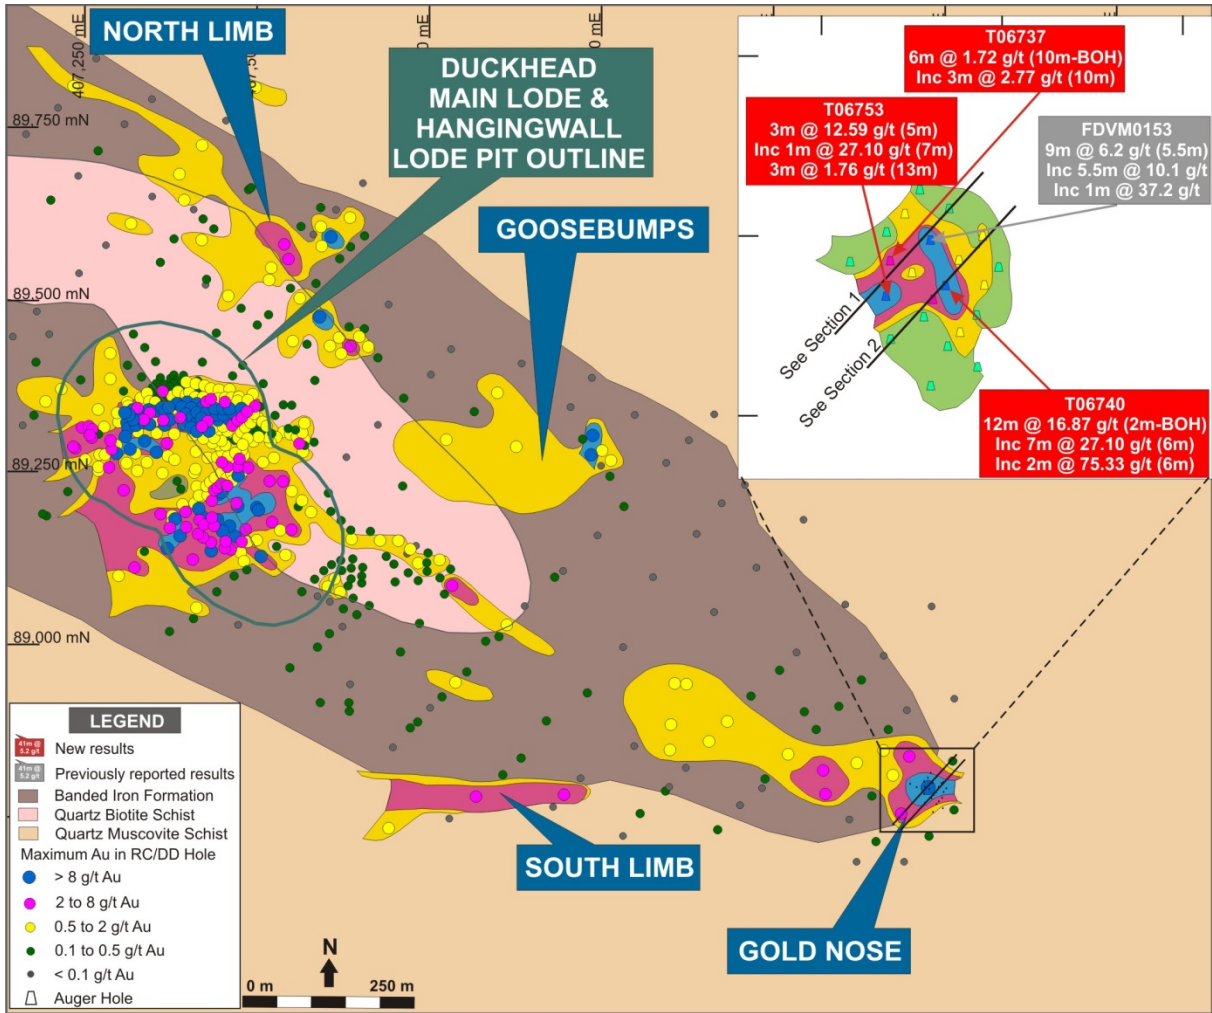 NORTH LIMB
DUCKHEAD
MAIN LODE &
HANGINGWALL
LODE PIT OUTLINE
GOOSEBUMPS
407,250 mE
89,750 mN
89,500 mN
89,250 mN
89,000 mN
T06737
6m @ 1.72 g/t (10m-BOH)
Inc 3m @ 2.77 g/t (10m)
T06753
3m @ 12.59 g/t (5m)
Inc 1m @ 27.10 g/t (7m)
3m @ 1.76 g/t (13m)
FDVM0153
9m @ 6.2 g/t (5.5m)
Inc 5.5m @ 10.1 g/t
Inc 1m @ 37.2 g/t
See Section 1
See Section 2
T06740
12m @ 16.87 g/t (2m-BOH)
Inc 7m @ 27.10 g/t (6m)
Inc 2m @ 75.33 g/t (6m)
SOUTH LIMB
GOLD NOSE
LEGEND
41m @
5.2 g/t
New results
41m @
5.2 g/t
Previously reported results
Banded Iron Formation
Quartz Biotite Schist
Quartz Muscovite Schist
Maximum Au in RC/DD Hole
> 8 g/t Au
2 to 8 g/t Au
0.5 to 2 g/t Au
0.1 to 0.5 g/t Au
< 0.1 g/t Au
Auger Hole
N
0 m
250 m